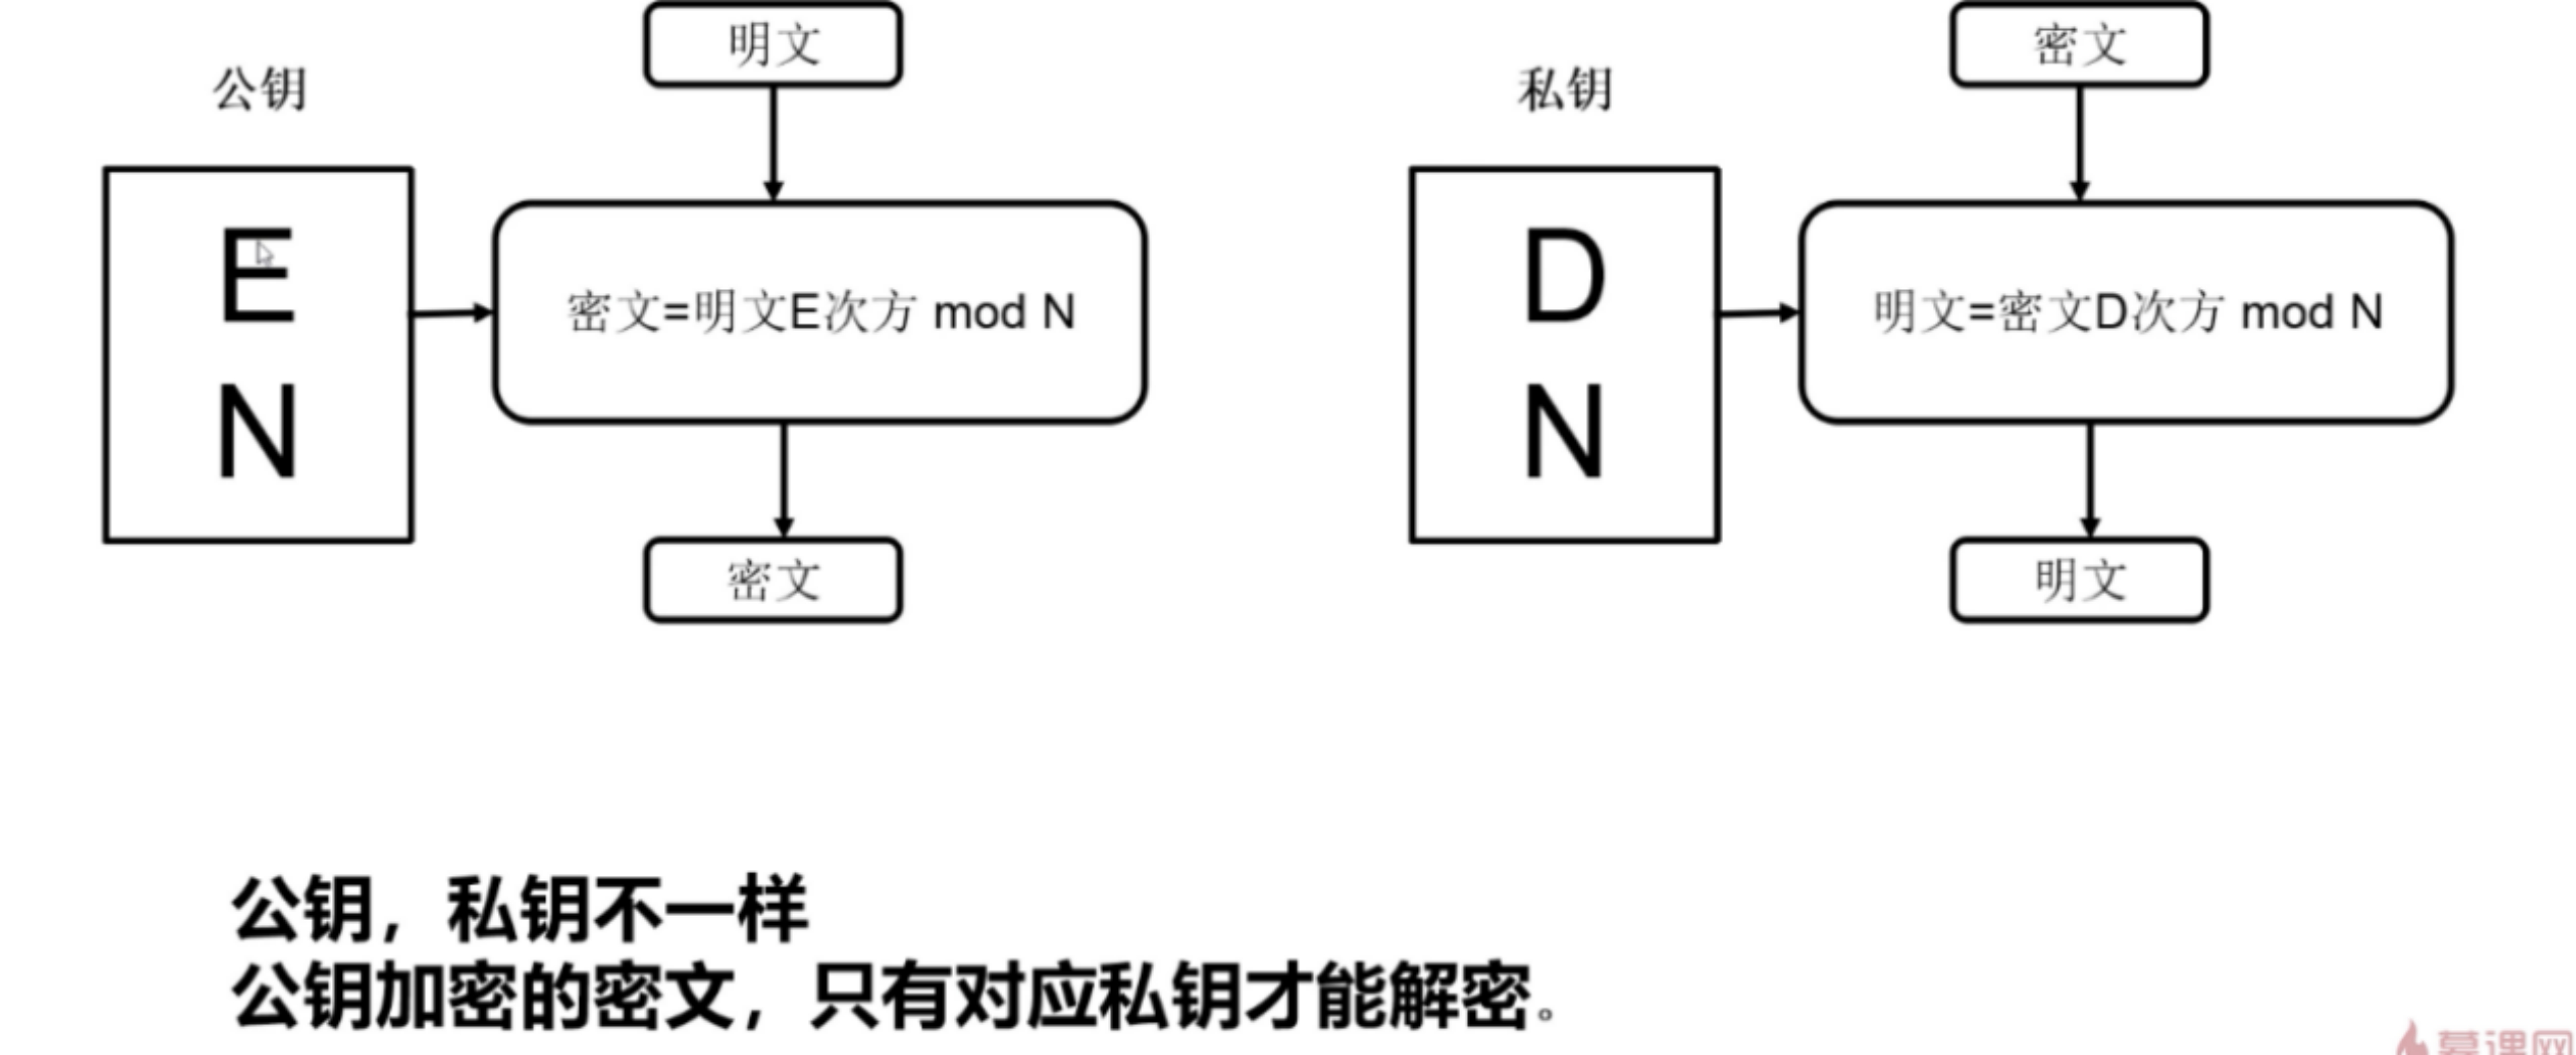 公钥
明文
E
N
密文=明文E次方 mod N
密文
私钥
密文
D
N
明文=密文D次方 mod N
明文
公钥，私钥不一样
公钥加密的密文，只有对应私钥才能解密。
慕课网